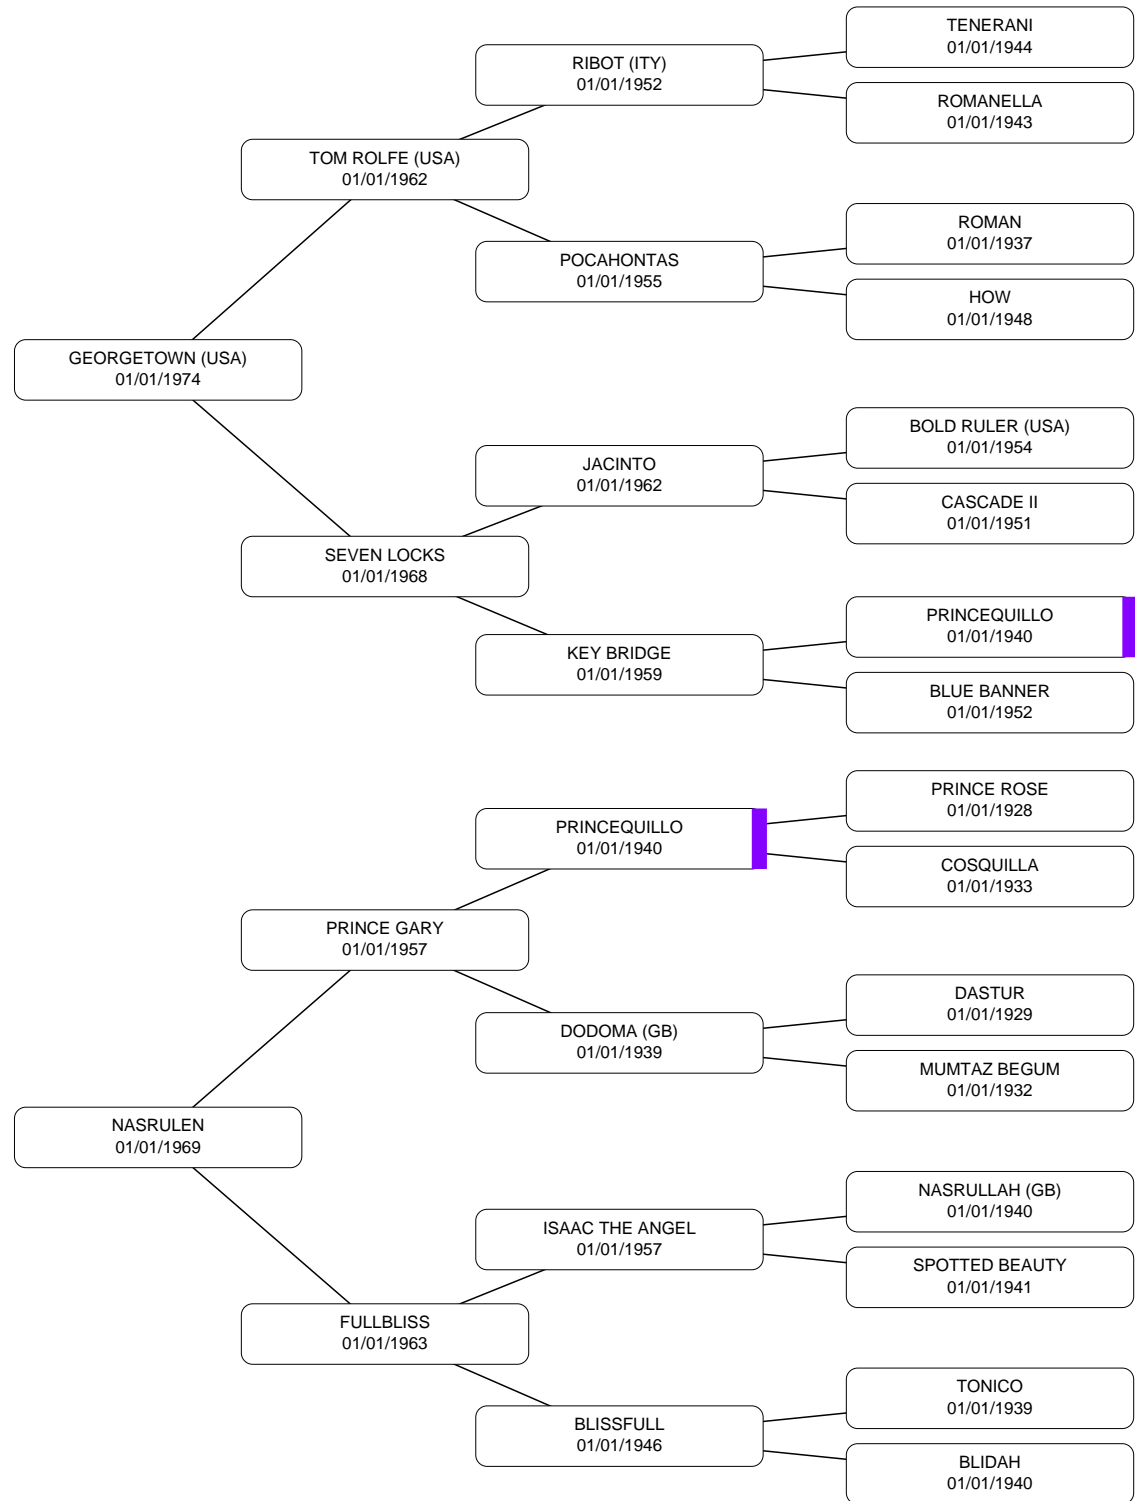 TENERANI
01/01/1944
RIBOT (ITY)
01/01/1952
ROMANELLA
01/01/1943
TOM ROLFE (USA)
01/01/1962
ROMAN
01/01/1937
POCAHONTAS
01/01/1955
HOW
01/01/1948
GEORGETOWN (USA)
01/01/1974
BOLD RULER (USA)
01/01/1954
JACINTO
01/01/1962
CASCADE II
01/01/1951
SEVEN LOCKS
01/01/1968
PRINCEQUILLO
01/01/1940
KEY BRIDGE
01/01/1959
BLUE BANNER
01/01/1952
PRINCE ROSE
01/01/1928
PRINCEQUILLO
01/01/1940
COSQUILLA
01/01/1933
PRINCE GARY
01/01/1957
DASTUR
01/01/1929
DODOMA (GB)
01/01/1939
MUMTAZ BEGUM
01/01/1932
NASRULEN
01/01/1969
NASRULLAH (GB)
01/01/1940
ISAAC THE ANGEL
01/01/1957
SPOTTED BEAUTY
01/01/1941
FULLBLISS
01/01/1963
TONICO
01/01/1939
BLISSFULL
01/01/1946
BLIDAH
01/01/1940